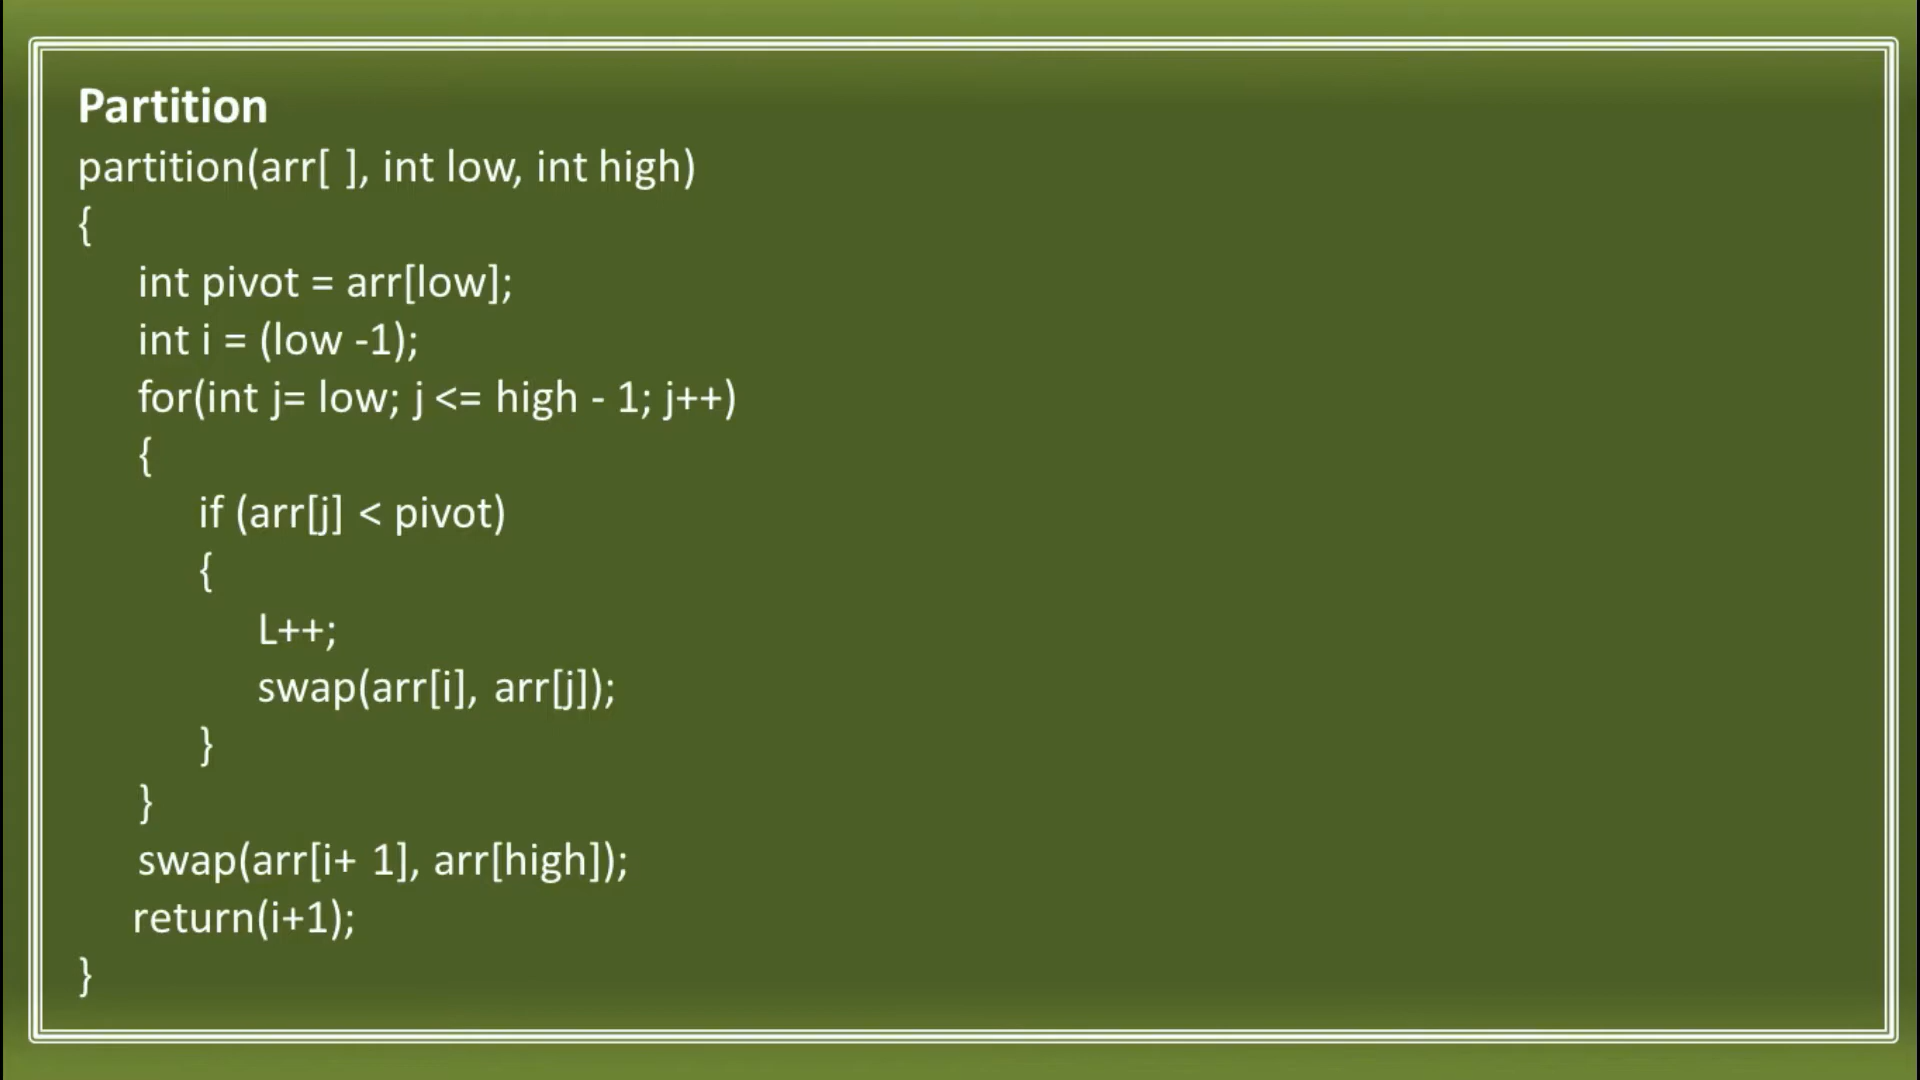 Partition
partition(arr[ ], int low, int high)
{
int pivot = arr[low];
int i = (low -1);
for(int j= low; j <= high - 1; j++)
{
if (arr[j] < pivot)
{
L++;
swap(arr[i], arr[j]);
}
}
swap(arr[i+ 1], arr[high]);
return(i+1);
}